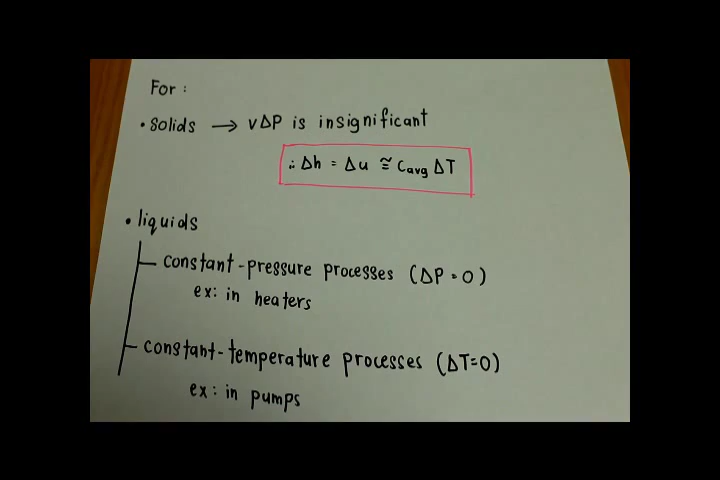 For :
• solids → vΔP is insignificant
∴ Δh = Δu ≅ Cavg ΔT
• liquids
constant-pressure processes (ΔP = 0)
ex: in heaters
constant-temperature processes (ΔT=0)
ex: in pumps